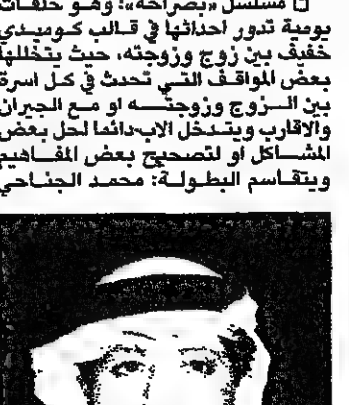 □ مسلسل «بصراحة»: وهو حلقات
يومية تدور احداثها في قالب كوميدي
خفيف بين زوج وزوجته، حيث يتخللها
بعض المواقف التي تحدث في كل اسرة
بين الزوج وزوجته او مع الجيران
والاقارب ويتدخل الاب دائما لحل بعض
المشاكل او لتصحيح بعض المفاهيم
ويتقاسم البطولة: محمد الجناحي